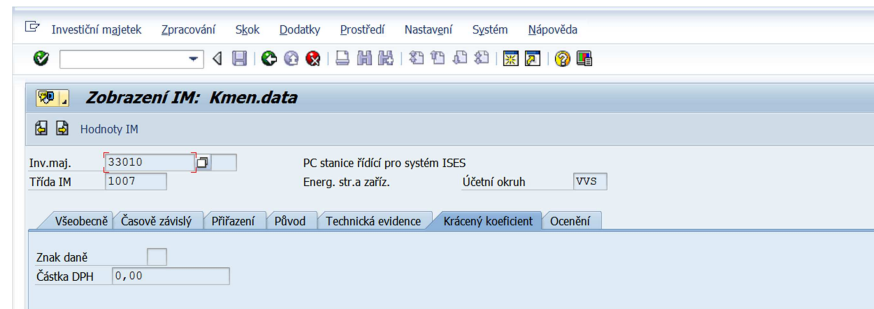 Investiční majetek Zpracování Skok Dodatky Prostředí Nastavení Systém Nápověda
Zobrazení IM: Kmen.data
Hodnoty IM
Inv.maj. 33010 PC stanice řídící pro systém ISES
Třída IM 1007 Energ. str.a zaříz. Účetní okruh VVS
Všeobecně Časově závislý Přiřazení Původ Technická evidence Krácený koeficient Ocenění
Znak daně
Částka DPH 0,00